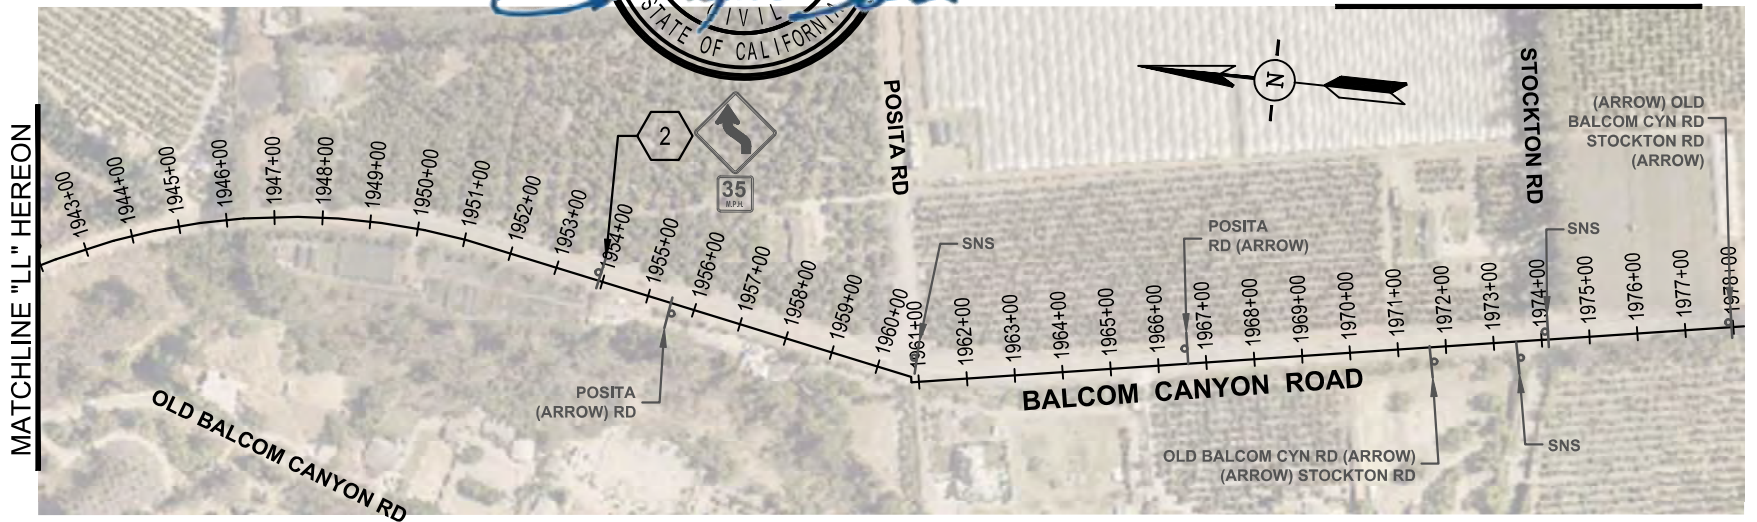 CIVIL
STATE OF CALIFORNIA
MATCHLINE "LL" HEREON
1943+00
1944+00
1945+00
1946+00
1947+00
1948+00
1949+00
1950+00
1951+00
1952+00
1953+00
1954+00
1955+00
1956+00
1957+00
1958+00
1959+00
1960+00
1961+00
1962+00
1963+00
1964+00
1965+00
1966+00
1967+00
1968+00
1969+00
1970+00
1971+00
1972+00
1973+00
1974+00
1975+00
1976+00
1977+00
1978+00
2
35
M.P.H.
POSITA RD
N
STOCKTON RD
(ARROW) OLD
BALCOM CYN RD
STOCKTON RD
(ARROW)
SNS
POSITA
RD (ARROW)
SNS
POSITA
(ARROW) RD
BALCOM CANYON ROAD
OLD BALCOM CANYON RD
OLD BALCOM CYN RD (ARROW)
(ARROW) STOCKTON RD
SNS